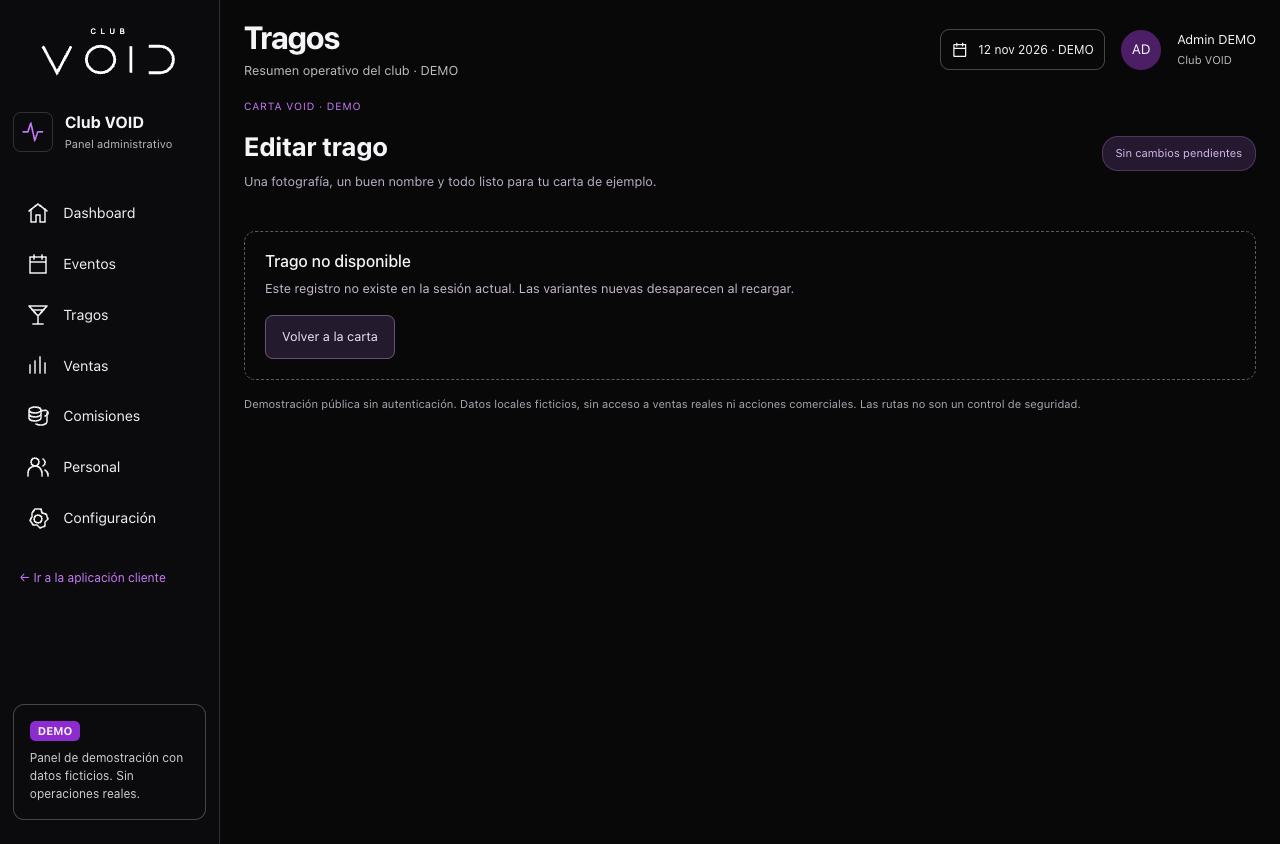 CLUB
VOID
Club VOID
Panel administrativo
Dashboard
Eventos
Tragos
Ventas
Comisiones
Personal
Configuración
← Ir a la aplicación cliente
DEMO
Panel de demostración con
datos ficticios. Sin
operaciones reales.
Tragos
Resumen operativo del club · DEMO
12 nov 2026 · DEMO
AD
Admin DEMO
Club VOID
CARTA VOID · DEMO
Editar trago
Una fotografía, un buen nombre y todo listo para tu carta de ejemplo.
Sin cambios pendientes
Trago no disponible
Este registro no existe en la sesión actual. Las variantes nuevas desaparecen al recargar.
Volver a la carta
Demostración pública sin autenticación. Datos locales ficticios, sin acceso a ventas reales ni acciones comerciales. Las rutas no son un control de seguridad.